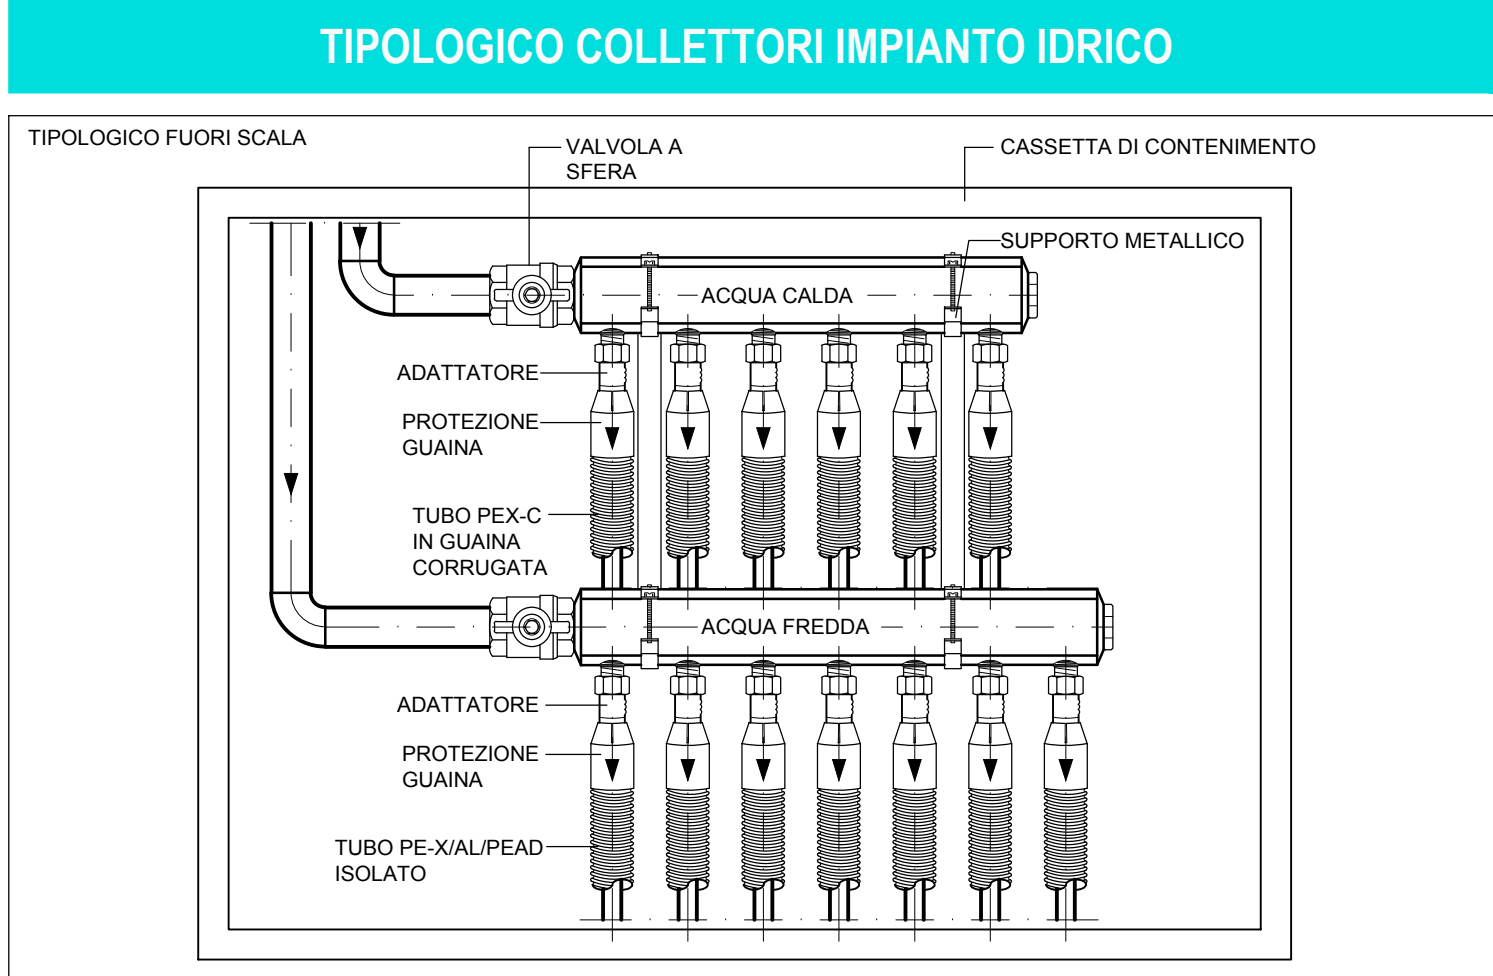 TIPOLOGICO COLLETTORI IMPIANTO IDRICO
TIPOLOGICO FUORI SCALA
VALVOLA A
SFERA
CASSETTA DI CONTENIMENTO
SUPPORTO METALLICO
ACQUA CALDA
ADATTATORE
PROTEZIONE
GUAINA
TUBO PEX-C
IN GUAINA
CORRUGATA
ACQUA FREDDA
ADATTATORE
PROTEZIONE
GUAINA
TUBO PE-X/AL/PEAD
ISOLATO